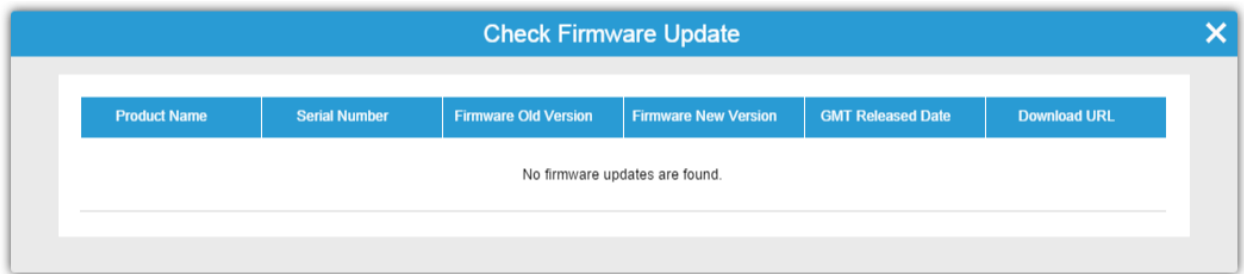 Check Firmware Update
Product Name Serial Number Firmware Old Version Firmware New Version GMT Released Date Download URL
No firmware updates are found.